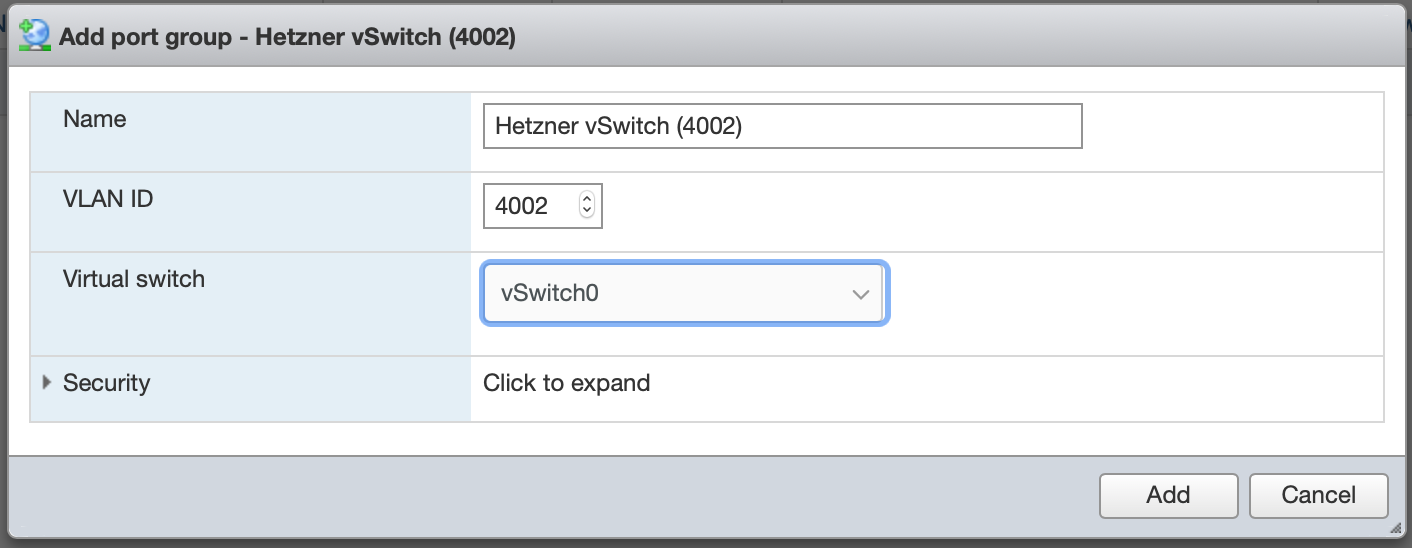 Add port group - Hetzner vSwitch (4002)
Name
Hetzner vSwitch (4002)
VLAN ID
4002
Virtual switch
vSwitch0
Security
Click to expand
Add
Cancel